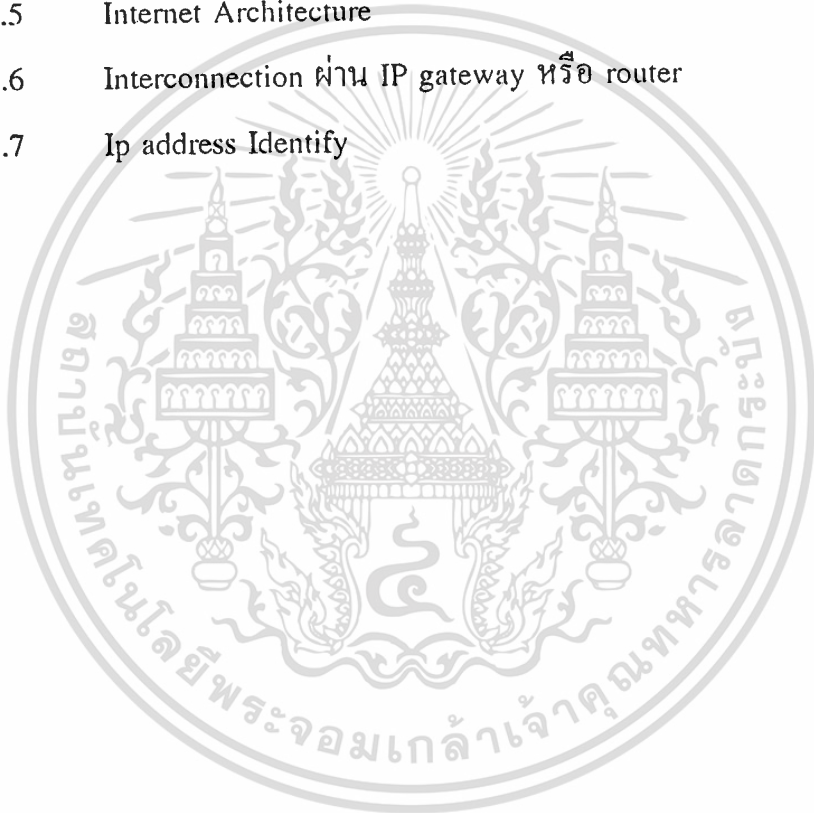 .5 Internet Architecture
.6 Interconnection ผ่าน IP gateway หรือ router
.7 Ip address Identify
สถาบันเทคโนโลยีพระจอมเกล้าเจ้าคุณทหารลาดกระบัง